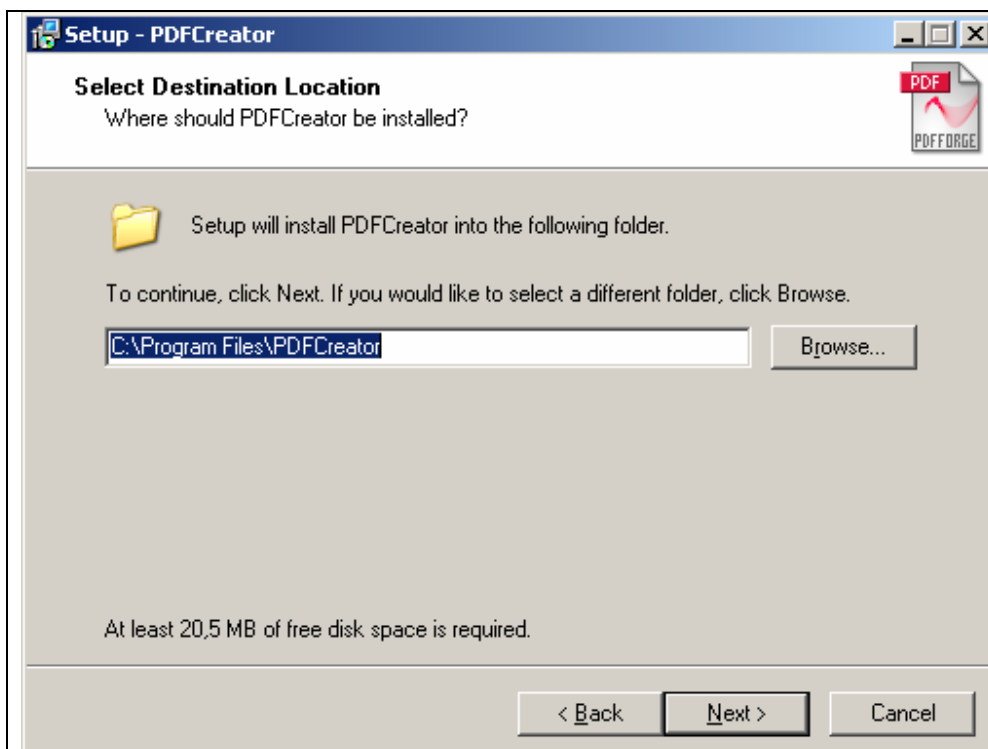 Setup - PDFCreator
Select Destination Location
Where should PDFCreator be installed?
PDF
PDFFORGE
Setup will install PDFCreator into the following folder.
To continue, click Next. If you would like to select a different folder, click Browse.
C:\Program Files\PDFCreator
Browse...
At least 20,5 MB of free disk space is required.
< Back
Next >
Cancel